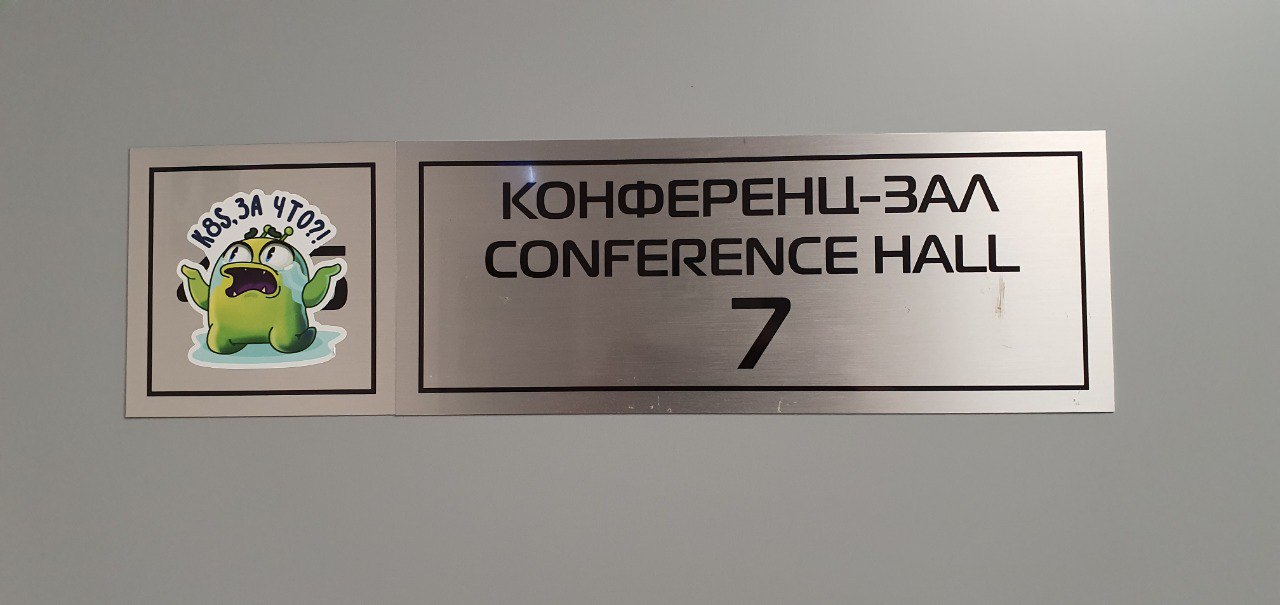 K8S, ЗА ЧТО?!
КОНФЕРЕНЦ-ЗАЛ
CONFERENCE HALL
7